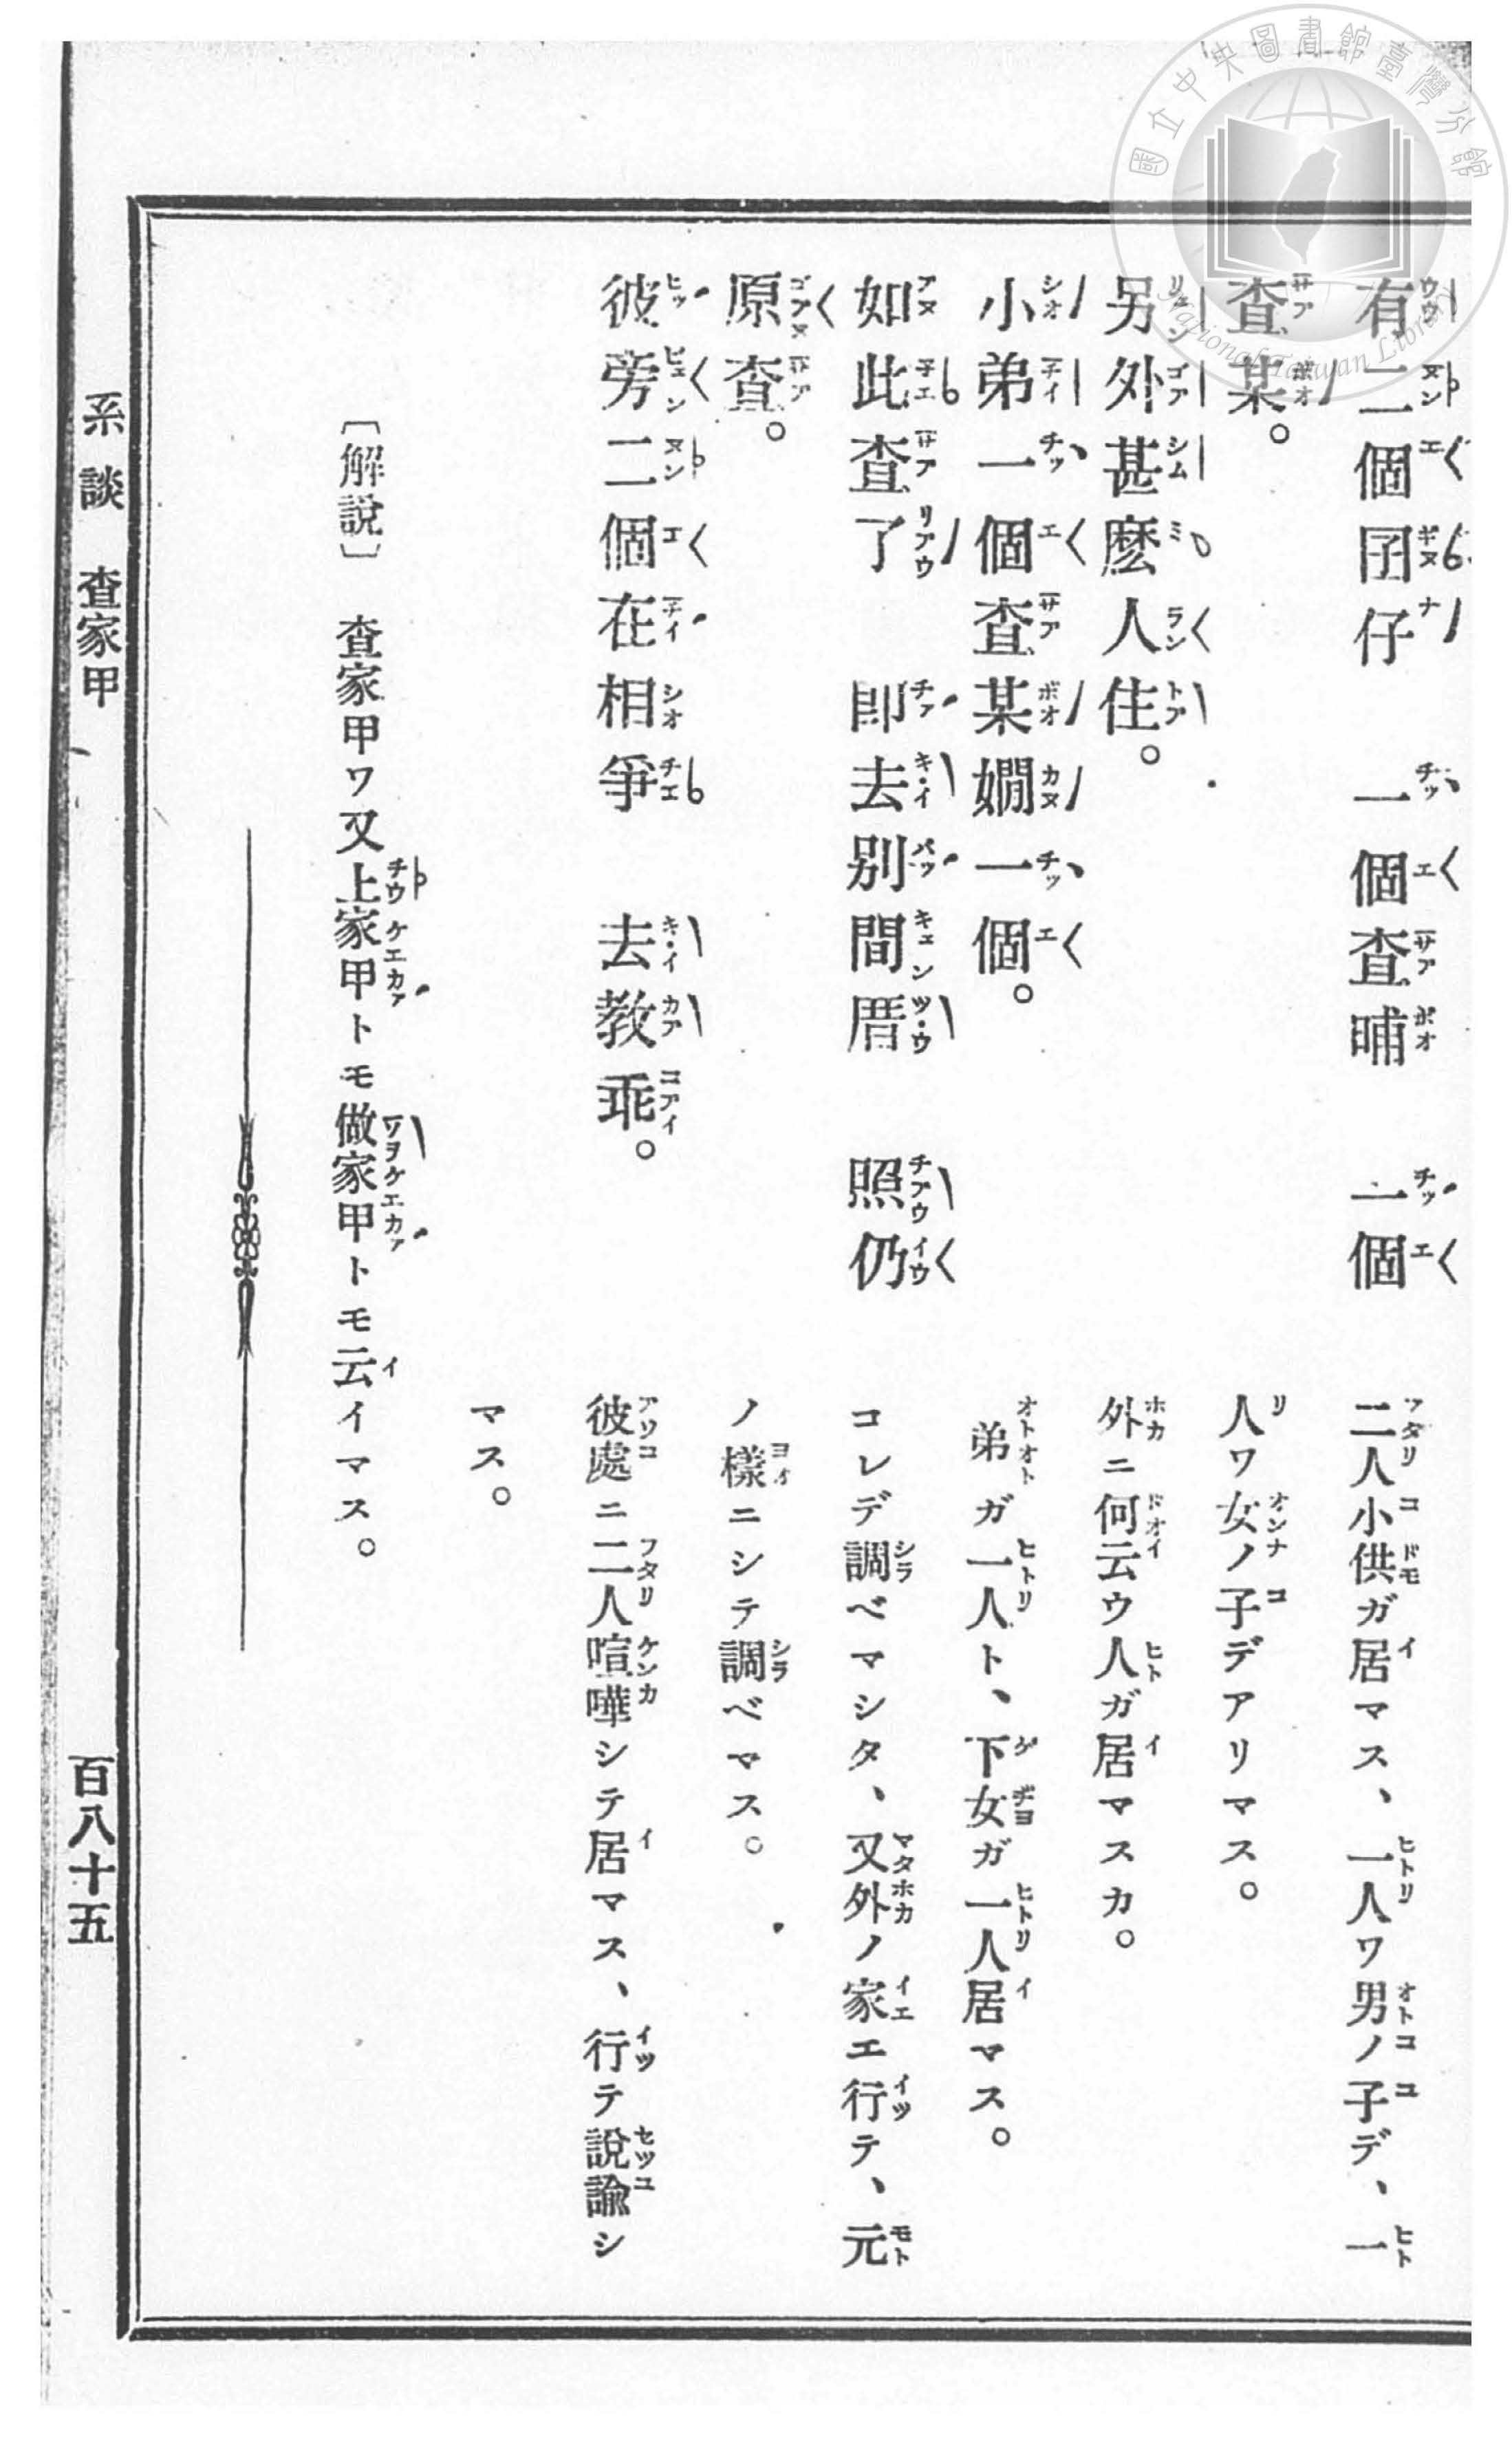 有二個囝仔　一個查晡　一個
查某。
另外甚麽人住。
小弟一個查某嫺一個。
如此查了　卽去別間厝　照仍
原查。
彼旁二個在相爭　去教乖。
二人小供ガ居マス、一人ワ男ノ子デ、一
人ワ女ノ子デアリマス。
外ニ何云ウ人ガ居マスカ。
弟ガ一人ト、下女ガ一人居マス。
コレデ調ベマシタ、又外ノ家エ行テ、元
ノ樣ニシテ調ベマス。
彼處ニ二人喧嘩シテ居マス、行テ說諭シ
マス。
〔解說〕　查家甲ワ又上家甲トモ做家甲トモ云イマス。
系談　查家甲
百八十五
國立中央圖書館臺灣分館
National Taiwan Library